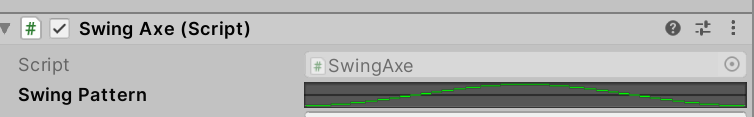 # Swing Axe (Script)
Script # SwingAxe
Swing Pattern